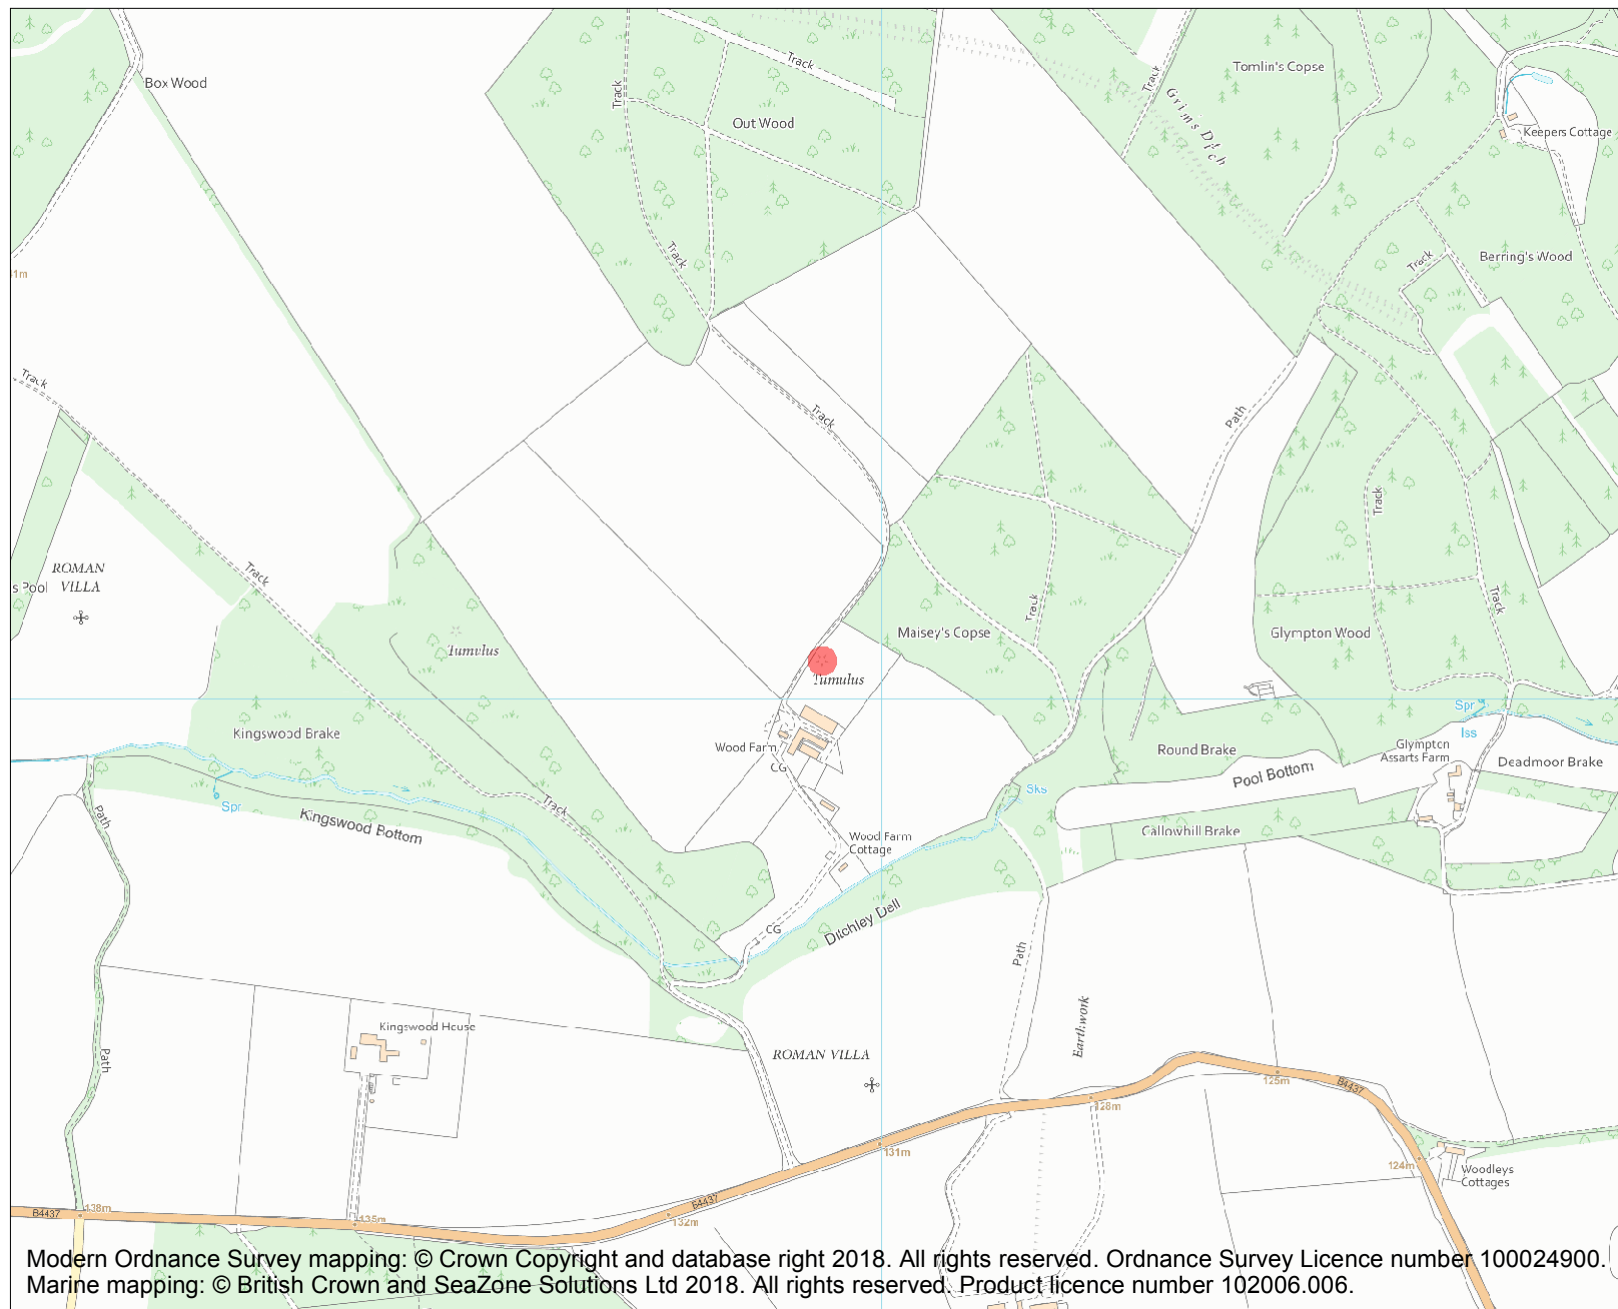 Box Wood
Track
Track
Out Wood
Track
Track
Grim's Ditch
Tomlin's Copse
Keepers Cottage
Berring's Wood
Track
Track
Track
Path
Track
Track
ROMAN
VILLA
s Pool
Track
Tumulus
Maisey's Copse
Track
Glympton Wood
Tumulus
Kingswood Brake
Wood Farm
CG
Round Brake
Spr
Iss
Glympton
Assarts Farm
Deadmoor Brake
Pool Bottom
Sks
Spr
Path
Kingswood Bottom
Track
Callowhill Brake
Wood Farm
Cottage
CG
Ditchley Dell
Path
Earthwork
Kingswood House
Path
ROMAN VILLA
125m
B4437
128m
131m
124m
Woodleys
Cottages
B4437
138m
135m
132m
B4437
Modern Ordnance Survey mapping: © Crown Copyright and database right 2018. All rights reserved. Ordnance Survey Licence number 100024900.
Marine mapping: © British Crown and SeaZone Solutions Ltd 2018. All rights reserved. Product licence number 102006.006.